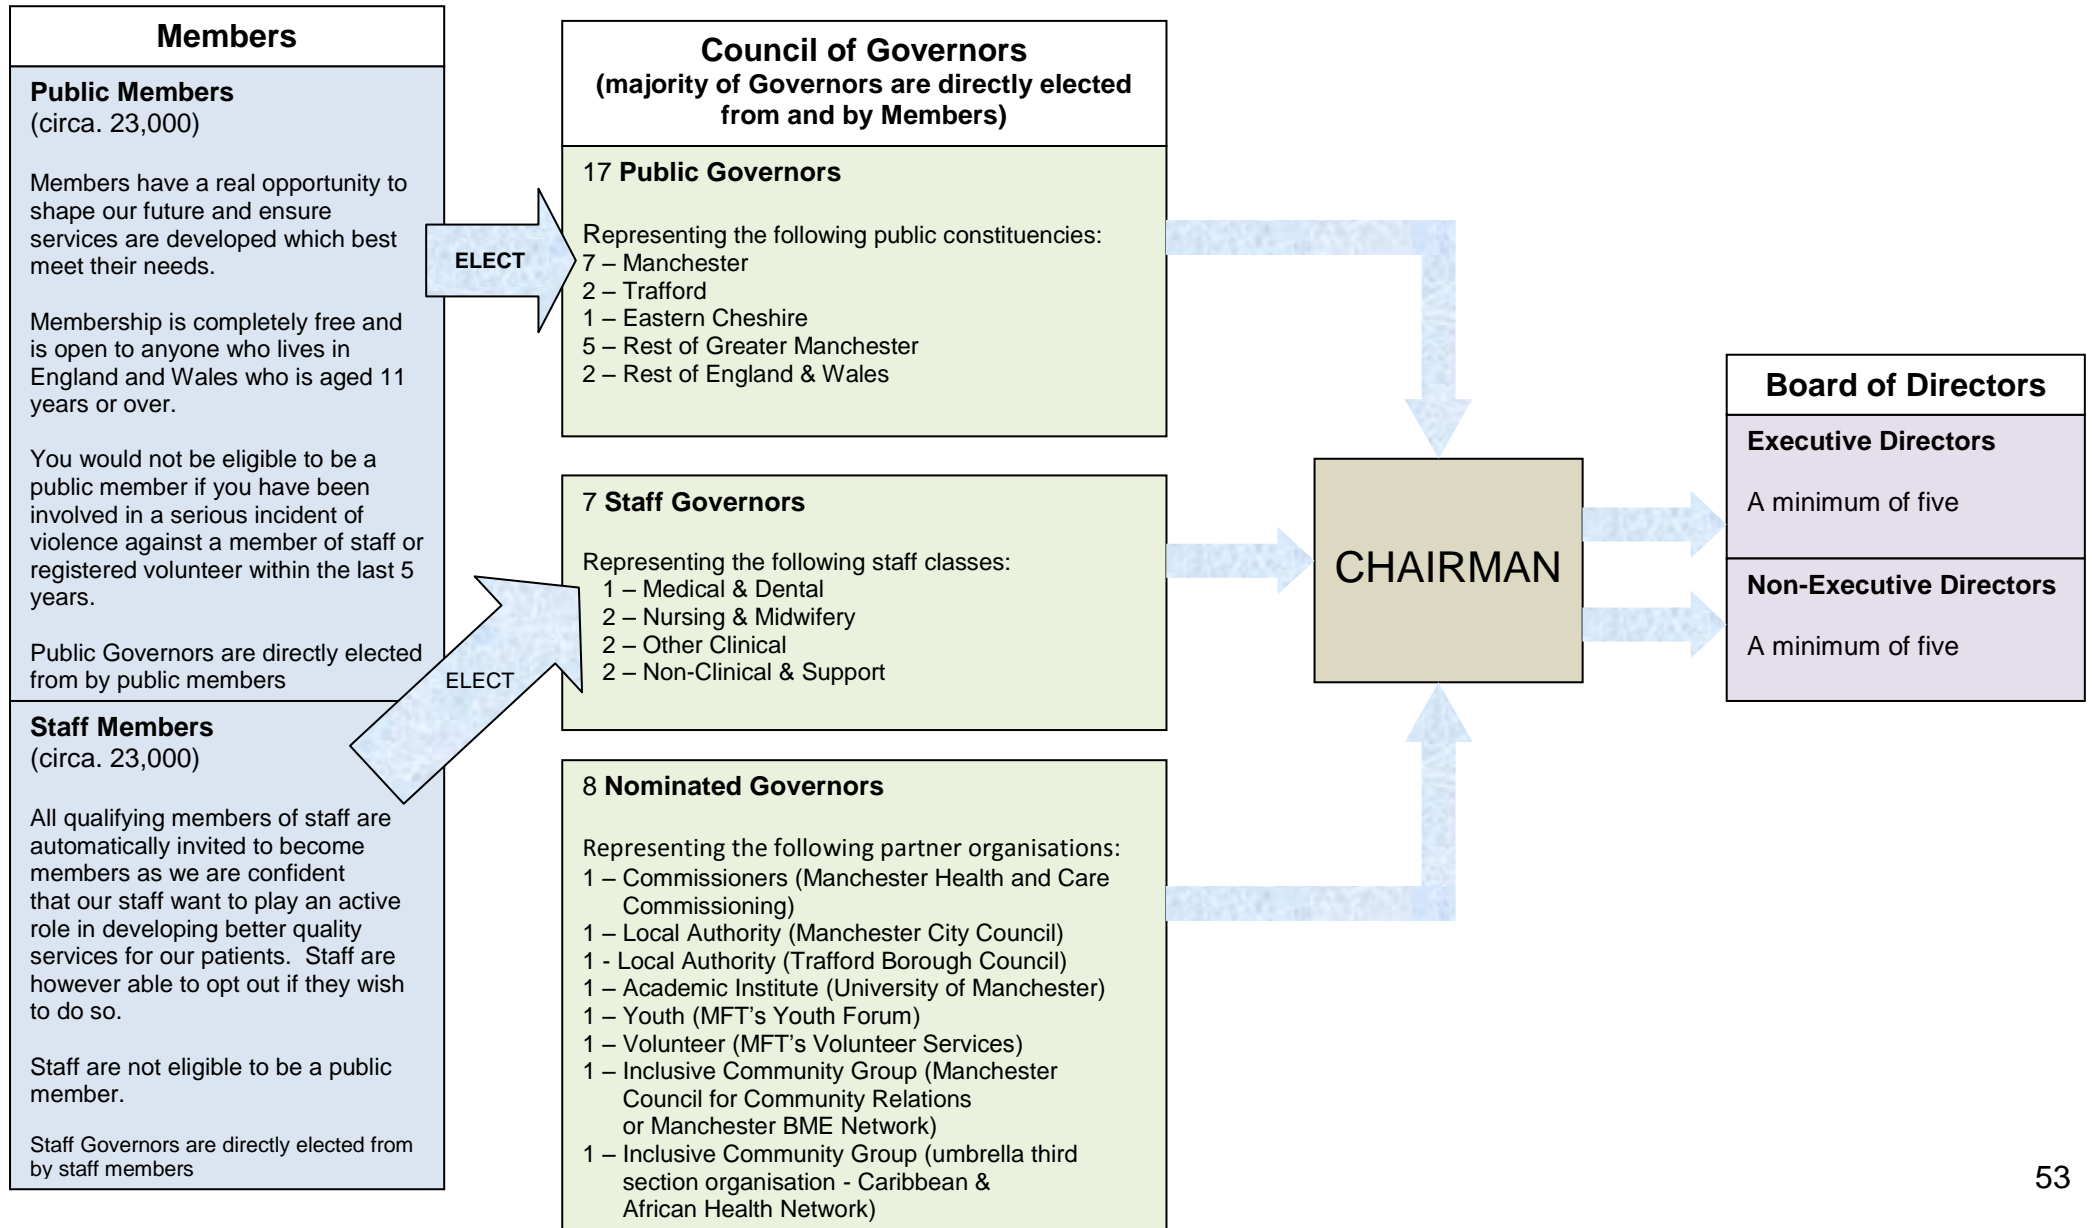 Members
Public Members
(circa. 23,000)
Members have a real opportunity to
shape our future and ensure
services are developed which best
meet their needs.
Membership is completely free and
is open to anyone who lives in
England and Wales who is aged 11
years or over.
You would not be eligible to be a
public member if you have been
involved in a serious incident of
violence against a member of staff or
registered volunteer within the last 5
years.
Public Governors are directly elected
from by public members
Staff Members
(circa. 23,000)
All qualifying members of staff are
automatically invited to become
members as we are confident
that our staff want to play an active
role in developing better quality
services for our patients.  Staff are
however able to opt out if they wish
to do so.
Staff are not eligible to be a public
member.
Staff Governors are directly elected from
by staff members
ELECT
ELECT
Council of Governors
(majority of Governors are directly elected
from and by Members)
17 Public Governors
Representing the following public constituencies:
7 – Manchester
2 – Trafford
1 – Eastern Cheshire
5 – Rest of Greater Manchester
2 – Rest of England & Wales
7 Staff Governors
Representing the following staff classes:
1 – Medical & Dental
2 – Nursing & Midwifery
2 – Other Clinical
2 – Non-Clinical & Support
8 Nominated Governors
Representing the following partner organisations:
1 – Commissioners (Manchester Health and Care
Commissioning)
1 – Local Authority (Manchester City Council)
1 - Local Authority (Trafford Borough Council)
1 – Academic Institute (University of Manchester)
1 – Youth (MFT's Youth Forum)
1 – Volunteer (MFT's Volunteer Services)
1 – Inclusive Community Group (Manchester
Council for Community Relations
or Manchester BME Network)
1 – Inclusive Community Group (umbrella third
section organisation - Caribbean &
African Health Network)
CHAIRMAN
Board of Directors
Executive Directors
A minimum of five
Non-Executive Directors
A minimum of five
53